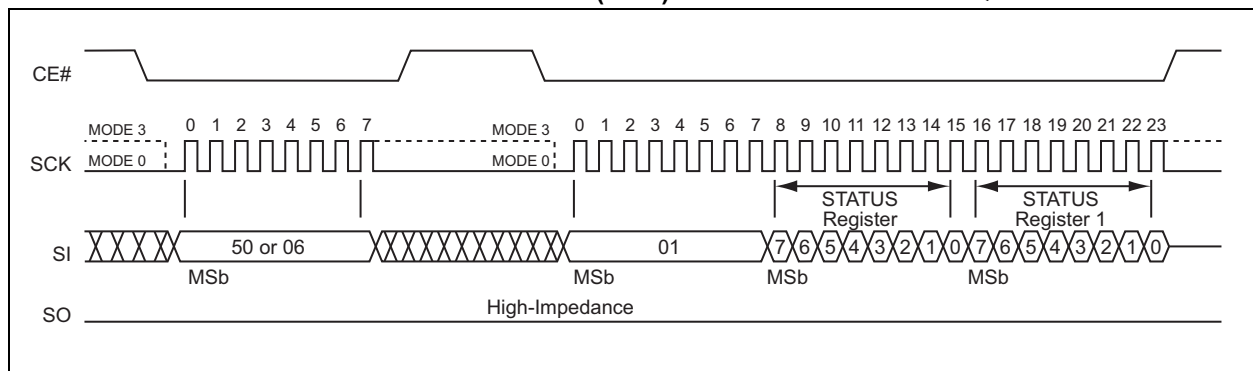 CE#
MODE 3 0 1 2 3 4 5 6 7 MODE 3 0 1 2 3 4 5 6 7 8 9 10 11 12 13 14 15 16 17 18 19 20 21 22 23
SCK MODE 0 MODE 0
STATUS STATUS
Register Register 1
SI 50 or 06 01 7 6 5 4 3 2 1 0 7 6 5 4 3 2 1 0
MSb MSb MSb MSb
High-Impedance
SO